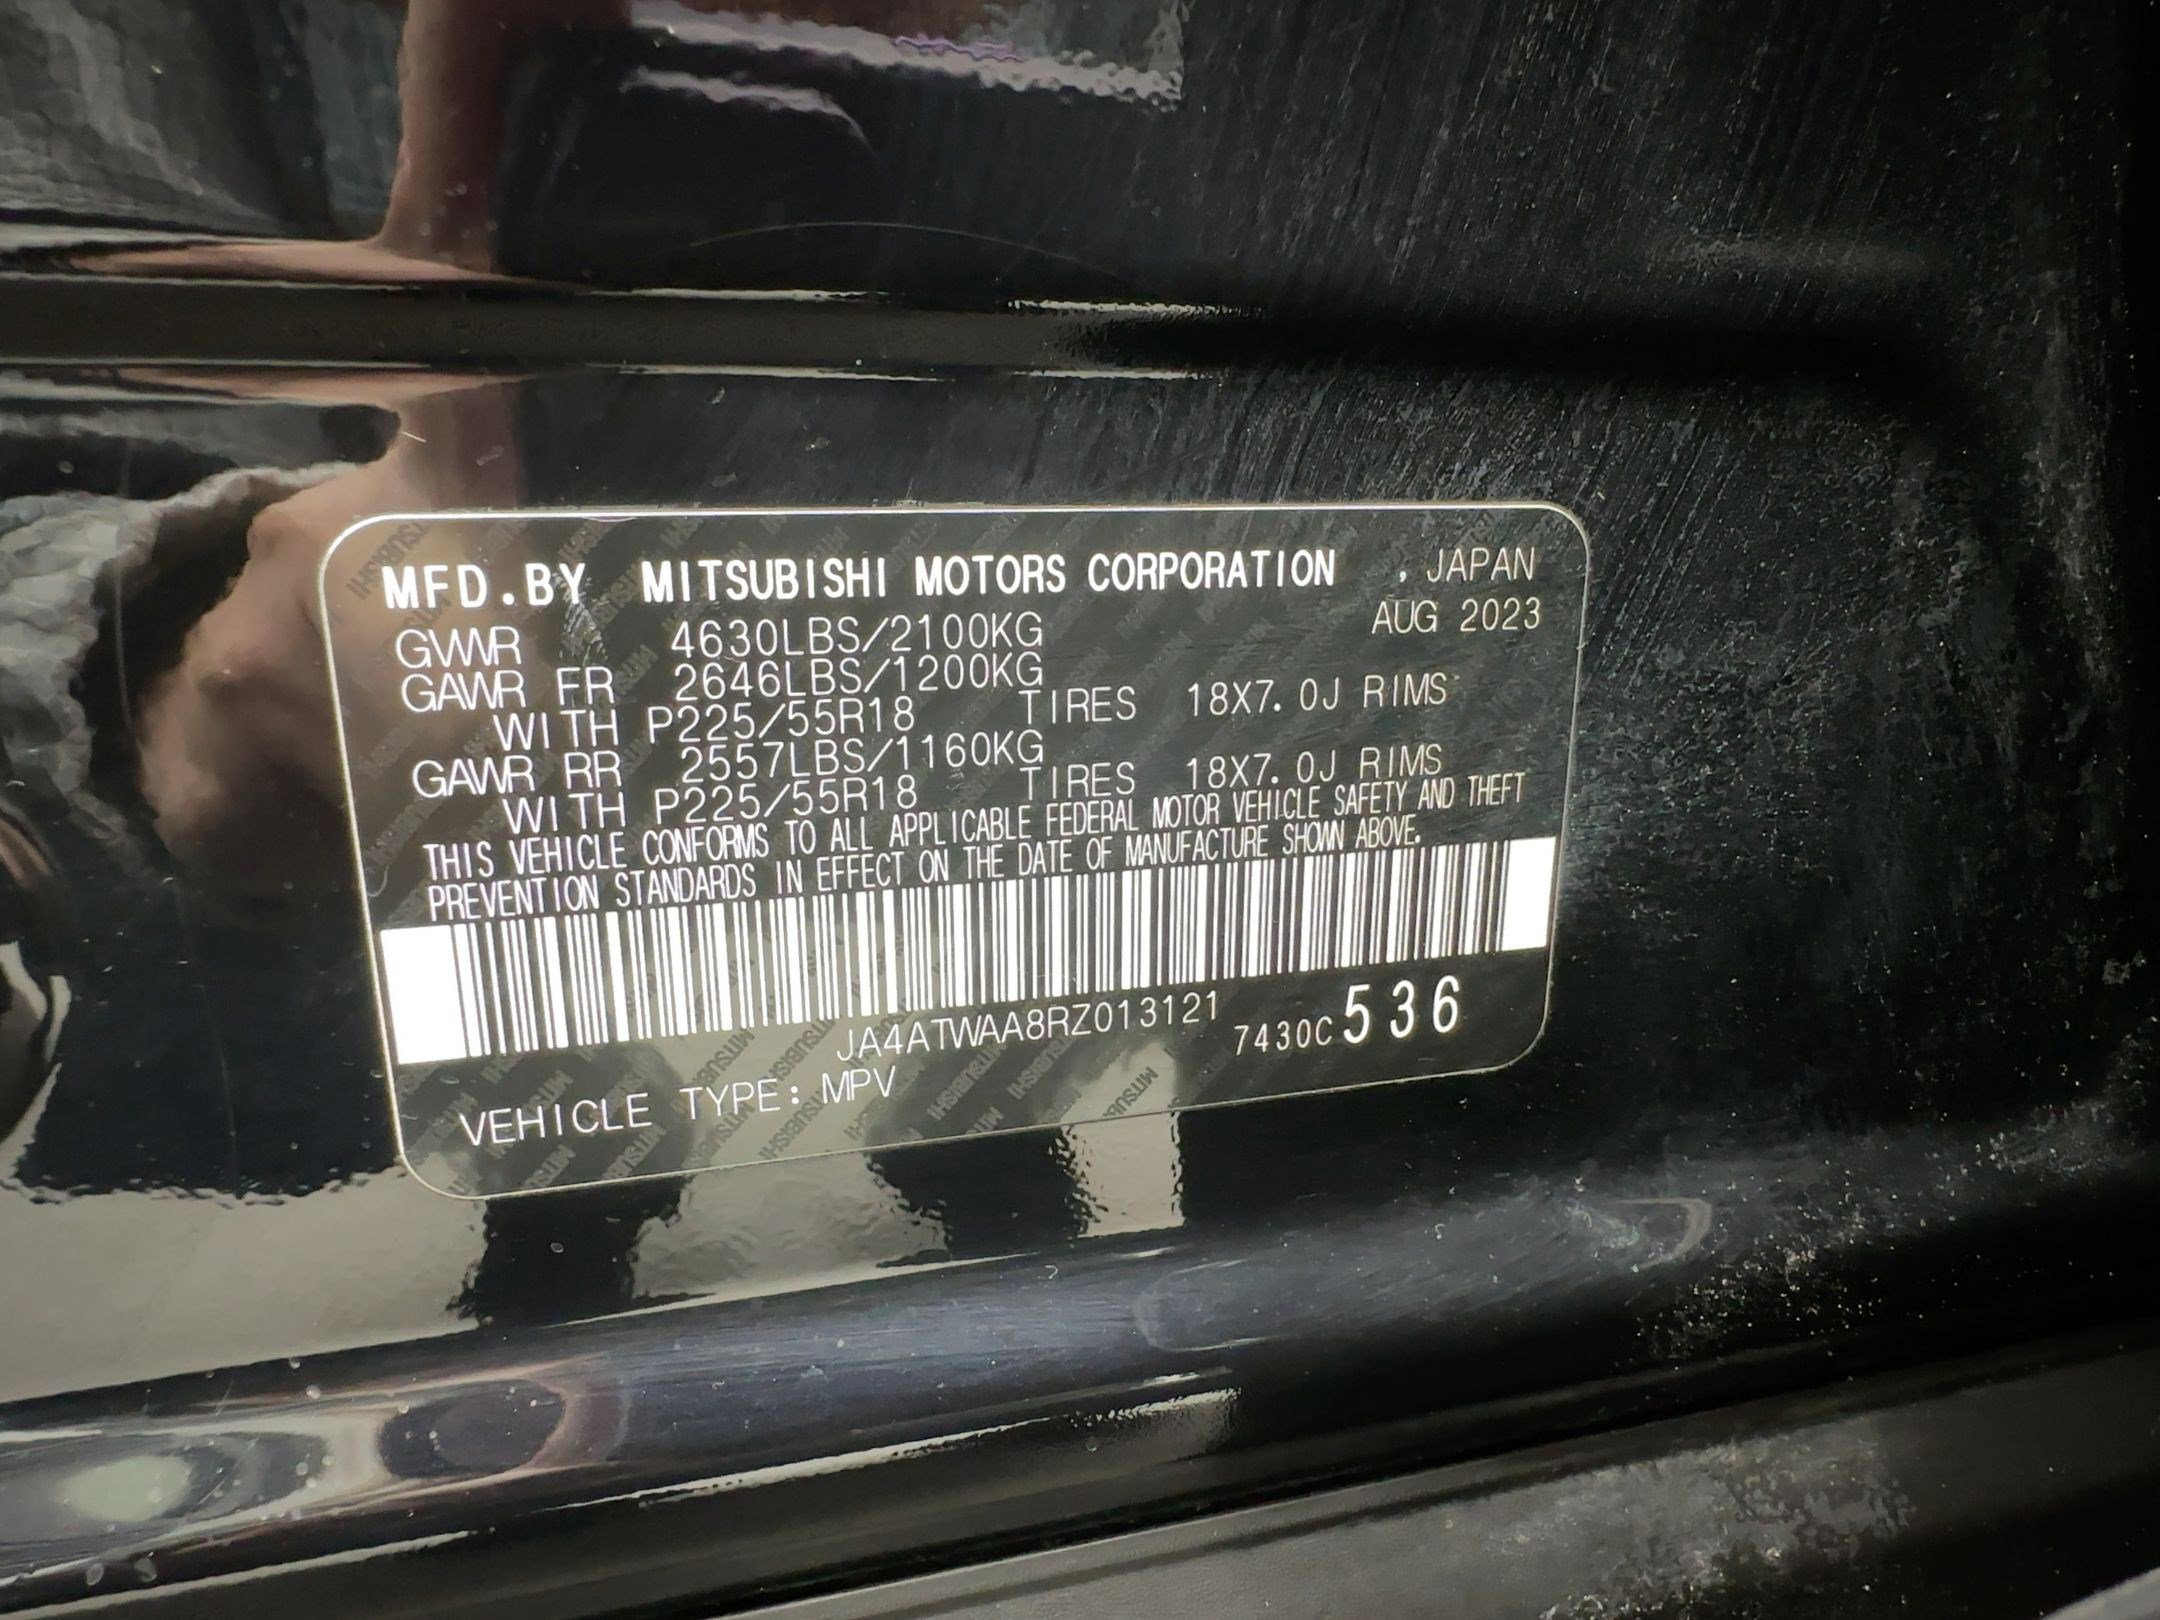 MFD.BY MITSUBISHI MOTORS CORPORATION , JAPAN
AUG 2023
GVWR 4630LBS/2100KG
GAWR FR 2646LBS/1200KG
WITH P225/55R18 TIRES 18X7.0J RIMS
GAWR RR 2557LBS/1160KG
WITH P225/55R18 TIRES 18X7.0J RIMS
THIS VEHICLE CONFORMS TO ALL APPLICABLE FEDERAL MOTOR VEHICLE SAFETY AND THEFT
PREVENTION STANDARDS IN EFFECT ON THE DATE OF MANUFACTURE SHOWN ABOVE.
JA4ATWAA8RZ013121 7430C 536
VEHICLE TYPE: MPV